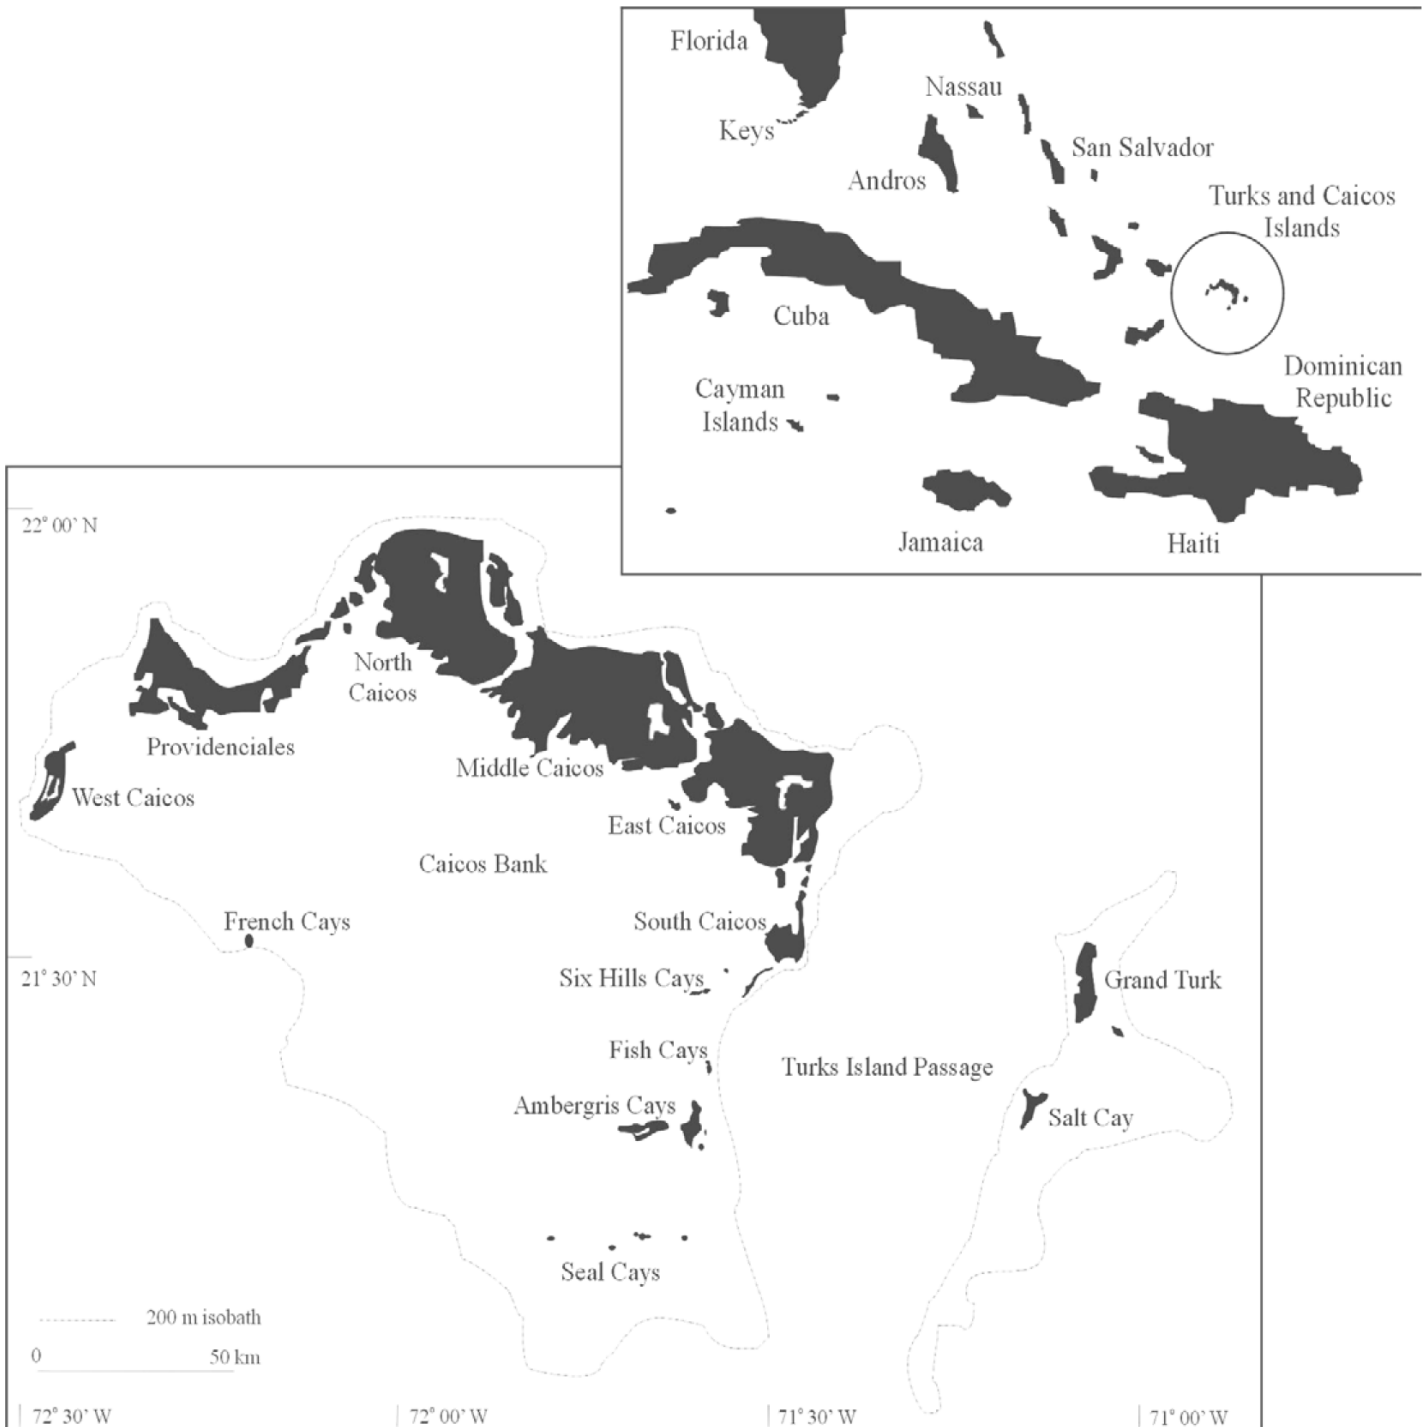 Florida
Nassau
Keys
San Salvador
Andros
Turks and Caicos
Islands
Cuba
Dominican
Republic
Cayman
Islands
Jamaica
Haiti
22° 00' N
North
Caicos
Providenciales
Middle Caicos
West Caicos
East Caicos
Caicos Bank
French Cays
South Caicos
21° 30' N
Six Hills Cays
Grand Turk
Fish Cays
Turks Island Passage
Ambergris Cays
Salt Cay
Seal Cays
200 m isobath
0 50 km
72° 30' W 72° 00' W 71° 30' W 71° 00' W